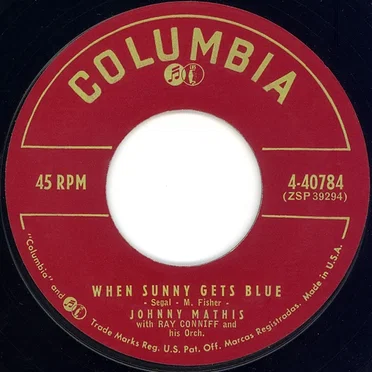 COLUMBIA
45 RPM
4-40784
(ZSP 39294)
WHEN SUNNY GETS BLUE
- Segal - M. Fisher -
JOHNNY MATHIS
with RAY CONNIFF and
his Orch.
"Columbia" and Trade Marks Reg. U.S. Pat. Off. Marcas Registradas. Made in U.S.A.